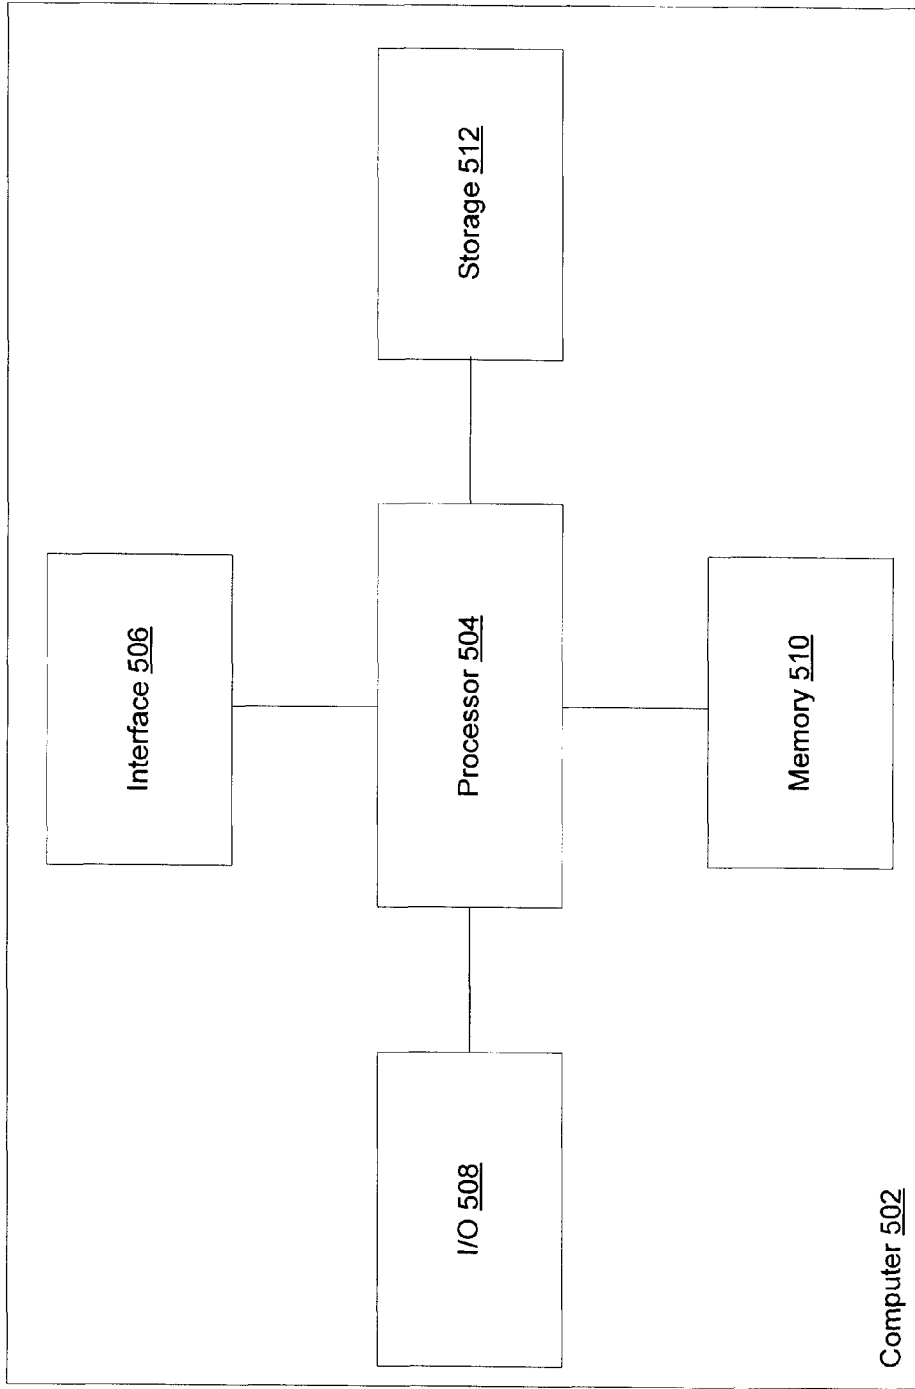 Interface 506
I/O 508
Processor 504
Storage 512
Memory 510
Computer 502